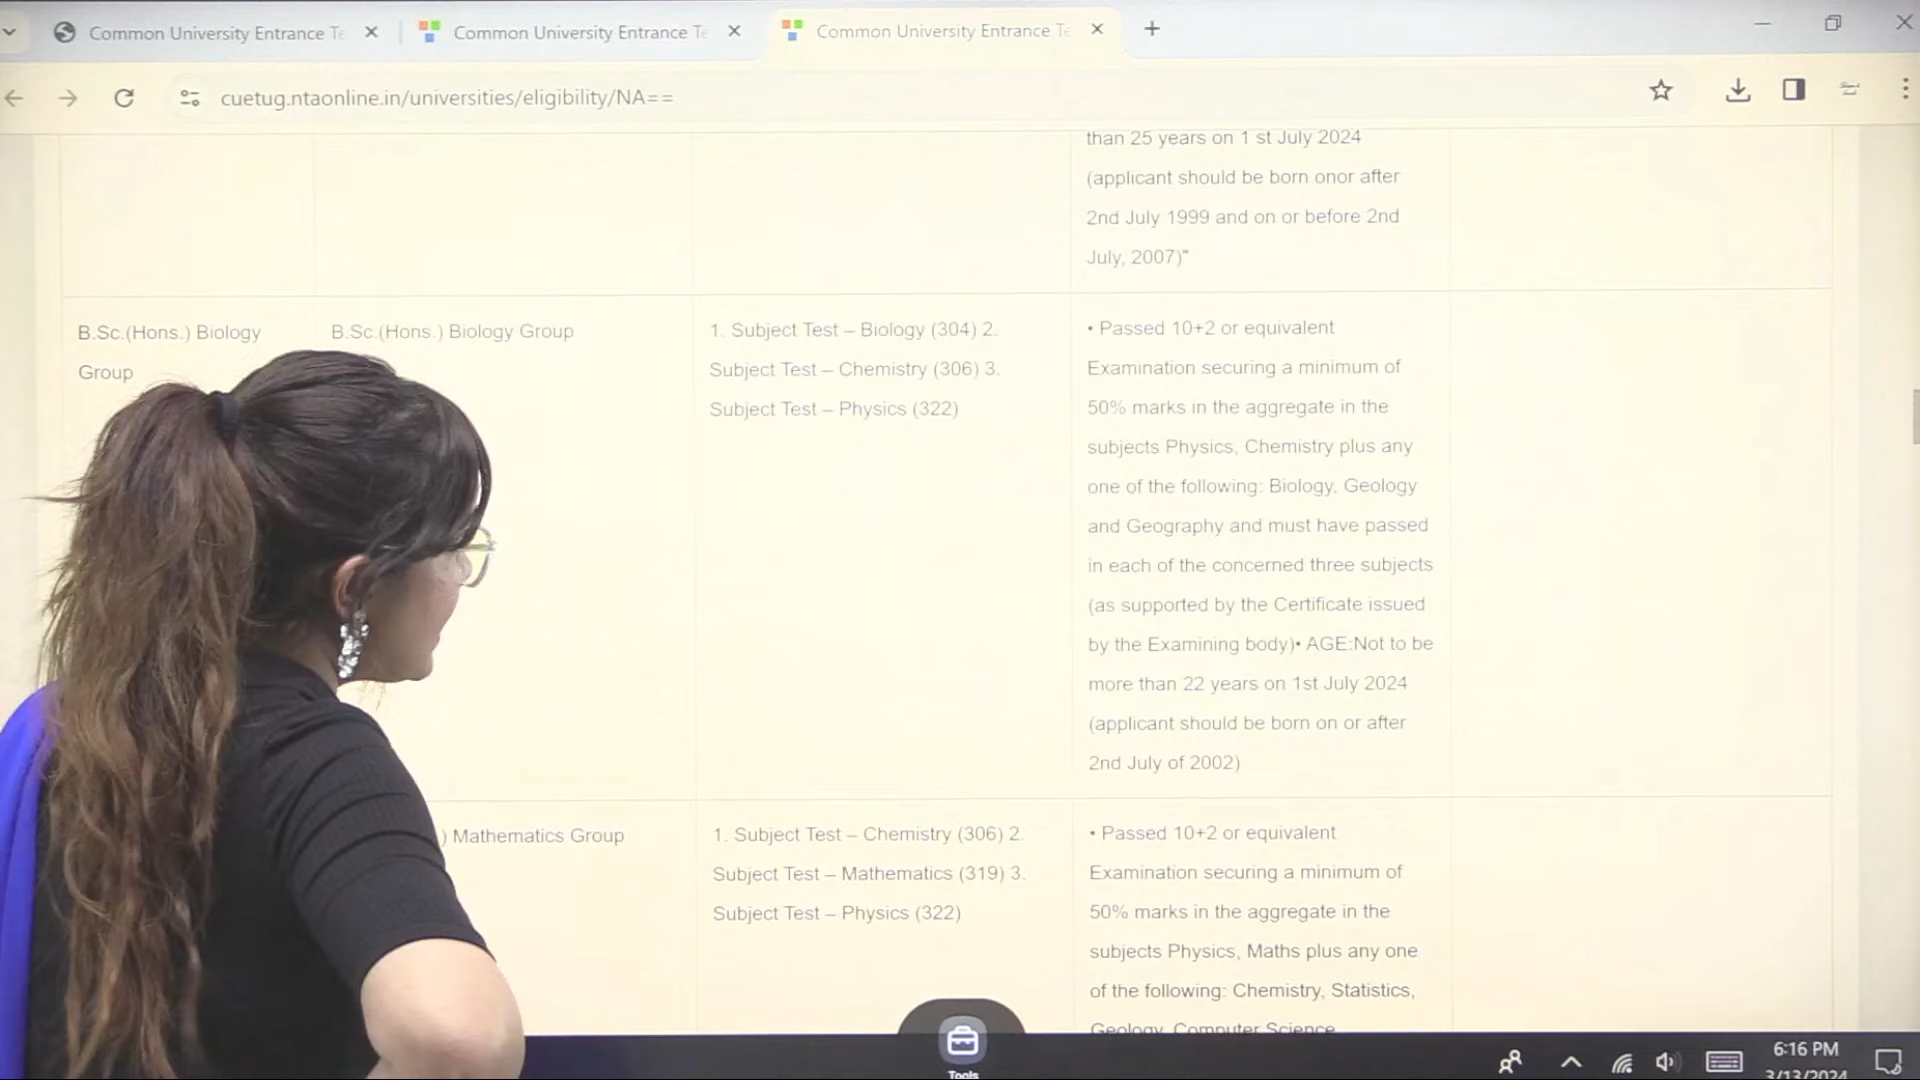 Common University Entrance Te
Common University Entrance Te
Common University Entrance Te
cuetug.ntaonline.in/universities/eligibility/NA==
than 25 years on 1 st July 2024
(applicant should be born onor after
2nd July 1999 and on or before 2nd
July, 2007)"
B.Sc.(Hons.) Biology
Group
B.Sc.(Hons.) Biology Group
1. Subject Test – Biology (304) 2.
Subject Test – Chemistry (306) 3.
Subject Test – Physics (322)
• Passed 10+2 or equivalent
Examination securing a minimum of
50% marks in the aggregate in the
subjects Physics, Chemistry plus any
one of the following: Biology, Geology
and Geography and must have passed
in each of the concerned three subjects
(as supported by the Certificate issued
by the Examining body)• AGE:Not to be
more than 22 years on 1st July 2024
(applicant should be born on or after
2nd July of 2002)
) Mathematics Group
1. Subject Test – Chemistry (306) 2.
Subject Test – Mathematics (319) 3.
Subject Test – Physics (322)
• Passed 10+2 or equivalent
Examination securing a minimum of
50% marks in the aggregate in the
subjects Physics, Maths plus any one
of the following: Chemistry, Statistics,
Geology, Computer Science
Tools
6:16 PM
3/13/2024